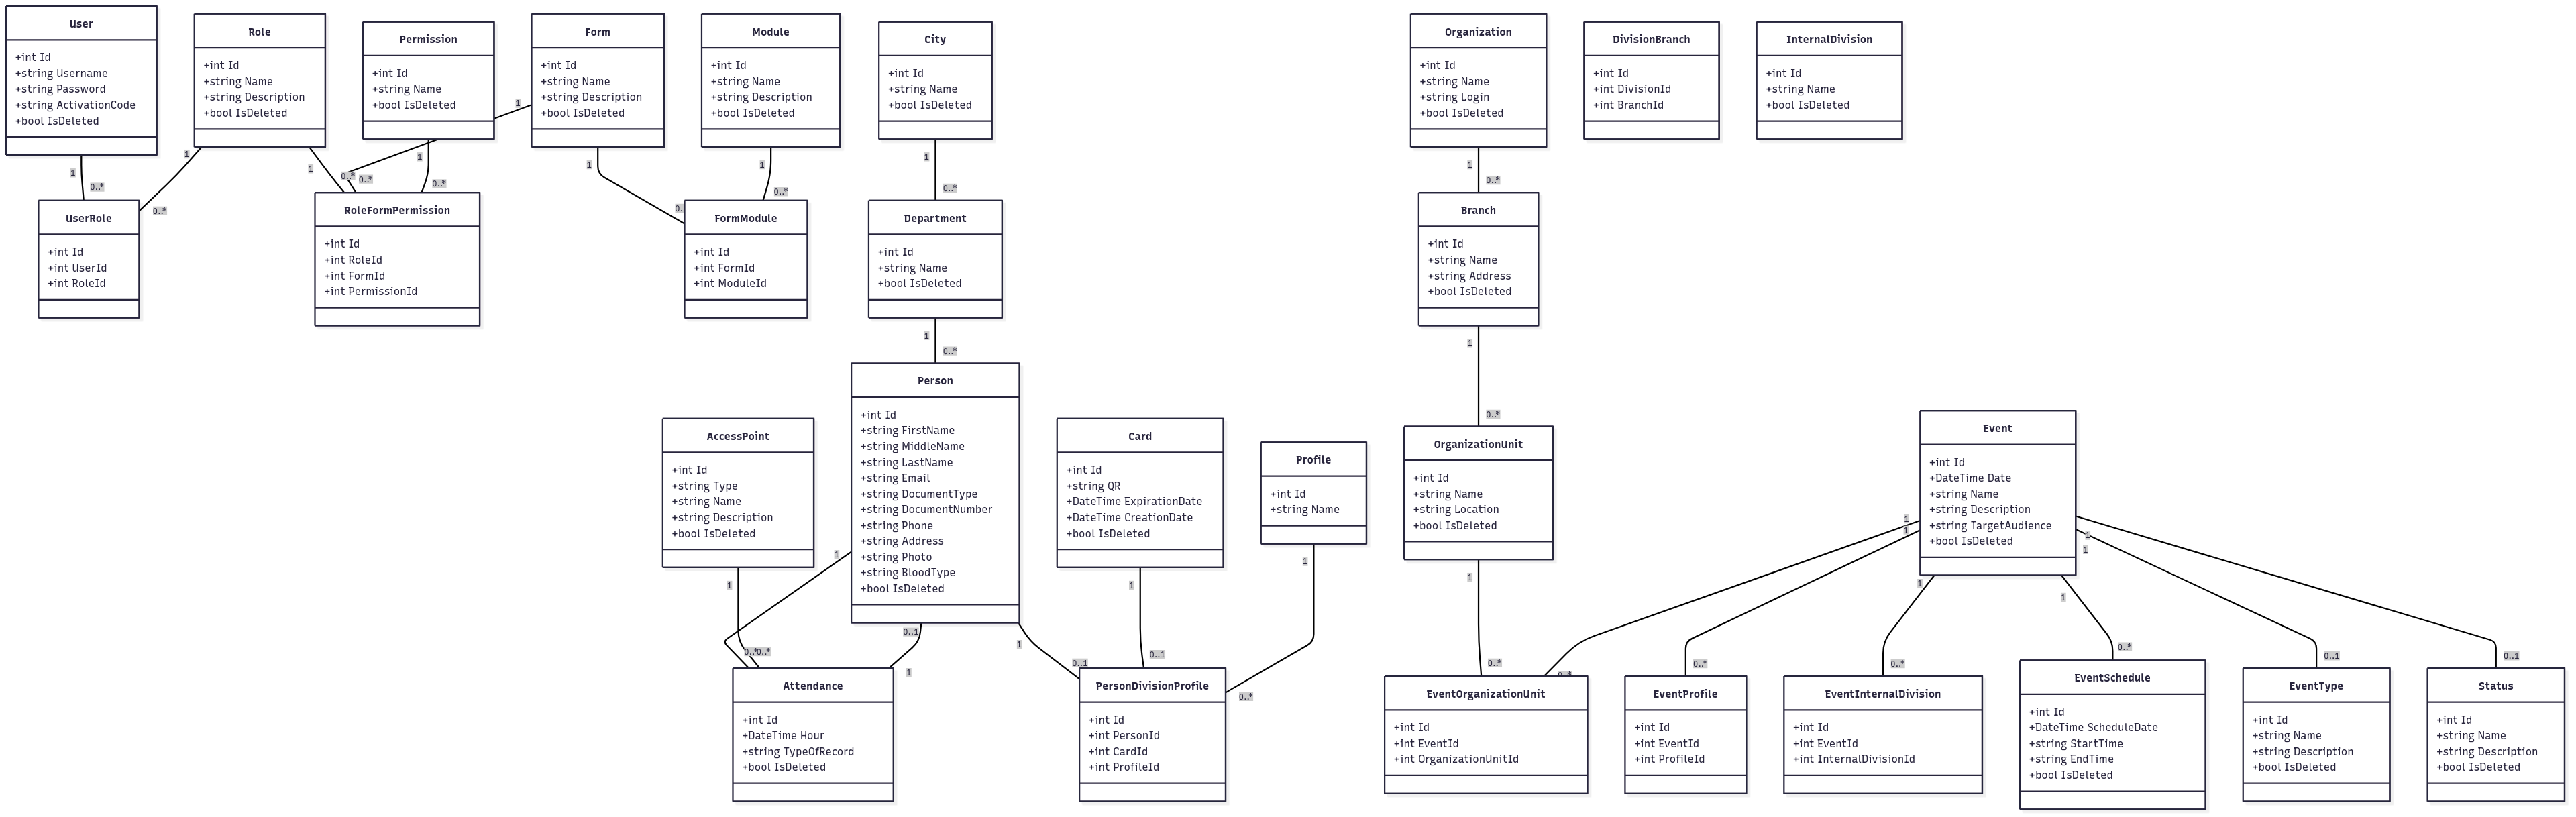 User
+int Id
+string Username
+string Password
+string ActivationCode
+bool IsDeleted
Role
+int Id
+string Name
+string Description
+bool IsDeleted
Permission
+int Id
+string Name
+bool IsDeleted
Form
+int Id
+string Name
+string Description
+bool IsDeleted
Module
+int Id
+string Name
+string Description
+bool IsDeleted
City
+int Id
+string Name
+bool IsDeleted
Organization
+int Id
+string Name
+string Login
+bool IsDeleted
DivisionBranch
+int Id
+int DivisionId
+int BranchId
InternalDivision
+int Id
+string Name
+bool IsDeleted
1
0..*
1
0..*
1
0..*
1
0..*
1
0..*
1
0..
1
0..*
1
0..*
1
0..*
UserRole
+int Id
+int UserId
+int RoleId
RoleFormPermission
+int Id
+int RoleId
+int FormId
+int PermissionId
FormModule
+int Id
+int FormId
+int ModuleId
Department
+int Id
+string Name
+bool IsDeleted
Branch
+int Id
+string Name
+string Address
+bool IsDeleted
1
0..*
1
0..*
AccessPoint
+int Id
+string Type
+string Name
+string Description
+bool IsDeleted
Person
+int Id
+string FirstName
+string MiddleName
+string LastName
+string Email
+string DocumentType
+string DocumentNumber
+string Phone
+string Address
+string Photo
+string BloodType
+bool IsDeleted
Card
+int Id
+string QR
+DateTime ExpirationDate
+DateTime CreationDate
+bool IsDeleted
Profile
+int Id
+string Name
OrganizationUnit
+int Id
+string Name
+string Location
+bool IsDeleted
Event
+int Id
+DateTime Date
+string Name
+string Description
+string TargetAudience
+bool IsDeleted
1
0..*
1
0..*
0..1
1
1
0..1
1
0..1
1
0..*
1
0..*
1
0..*
1
0..*
1
0..*
1
0..*
1
0..1
1
0..1
Attendance
+int Id
+DateTime Hour
+string TypeOfRecord
+bool IsDeleted
PersonDivisionProfile
+int Id
+int PersonId
+int CardId
+int ProfileId
EventOrganizationUnit
+int Id
+int EventId
+int OrganizationUnitId
EventProfile
+int Id
+int EventId
+int ProfileId
EventInternalDivision
+int Id
+int EventId
+int InternalDivisionId
EventSchedule
+int Id
+DateTime ScheduleDate
+string StartTime
+string EndTime
+bool IsDeleted
EventType
+int Id
+string Name
+string Description
+bool IsDeleted
Status
+int Id
+string Name
+string Description
+bool IsDeleted